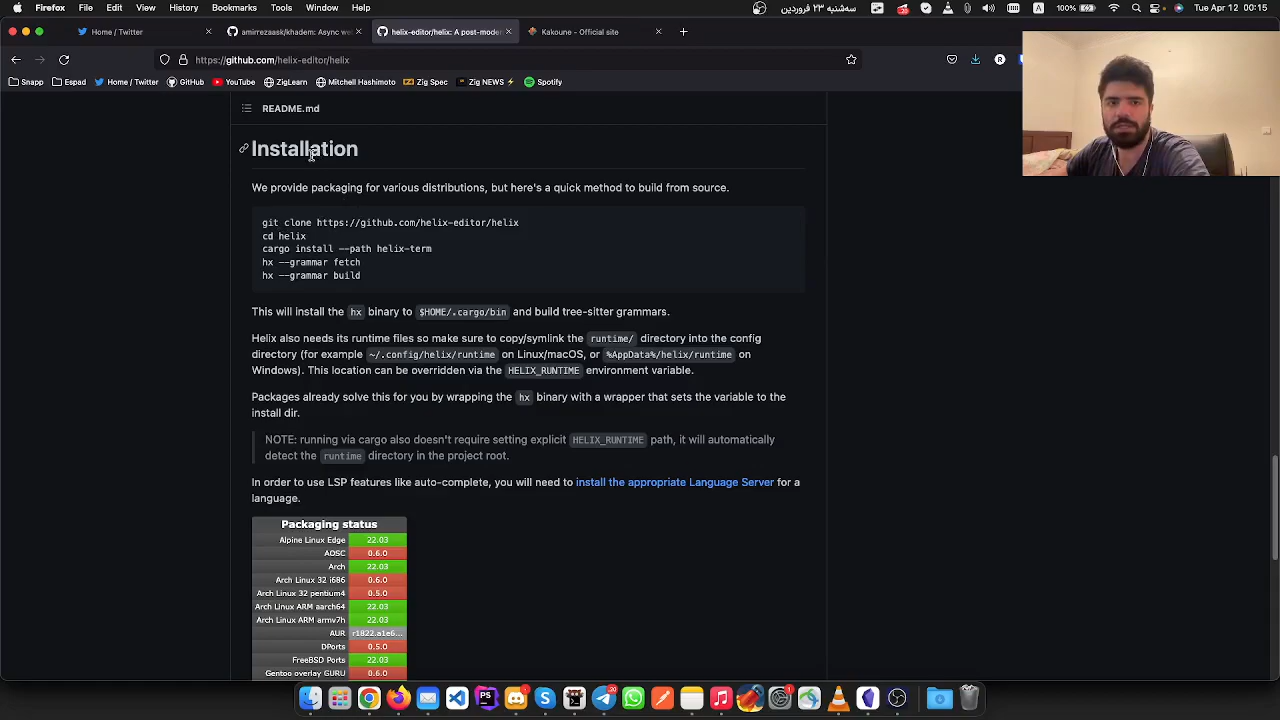 Firefox File Edit View History Bookmarks Tools Window Help
سه‌شنبه ۲۳ فروردین
A 100% Tue Apr 12 00:15
Home / Twitter
amirrezaask/khadem: Async we
helix-editor/helix: A post-moder
Kakoune - Official site
https://github.com/helix-editor/helix
Snapp Espad Home / Twitter GitHub YouTube ZigLearn Mitchell Hashimoto Zig Spec Zig NEWS Spotify
README.md
Installation
We provide packaging for various distributions, but here's a quick method to build from source.
git clone https://github.com/helix-editor/helix
cd helix
cargo install --path helix-term
hx --grammar fetch
hx --grammar build
This will install the hx binary to $HOME/.cargo/bin and build tree-sitter grammars.
Helix also needs its runtime files so make sure to copy/symlink the runtime/ directory into the config
directory (for example ~/.config/helix/runtime on Linux/macOS, or %AppData%/helix/runtime on
Windows). This location can be overridden via the HELIX_RUNTIME environment variable.
Packages already solve this for you by wrapping the hx binary with a wrapper that sets the variable to the
install dir.
NOTE: running via cargo also doesn't require setting explicit HELIX_RUNTIME path, it will automatically
detect the runtime directory in the project root.
In order to use LSP features like auto-complete, you will need to install the appropriate Language Server for a
language.
Packaging status
Alpine Linux Edge 22.03
AOSC 0.6.0
Arch 22.03
Arch Linux 32 i686 0.6.0
Arch Linux 32 pentium4 0.5.0
Arch Linux ARM aarch64 22.03
Arch Linux ARM armv7h 22.03
AUR r1822.a1e6...
DPorts 0.5.0
FreeBSD Ports 22.03
Gentoo overlay GURU 0.6.0